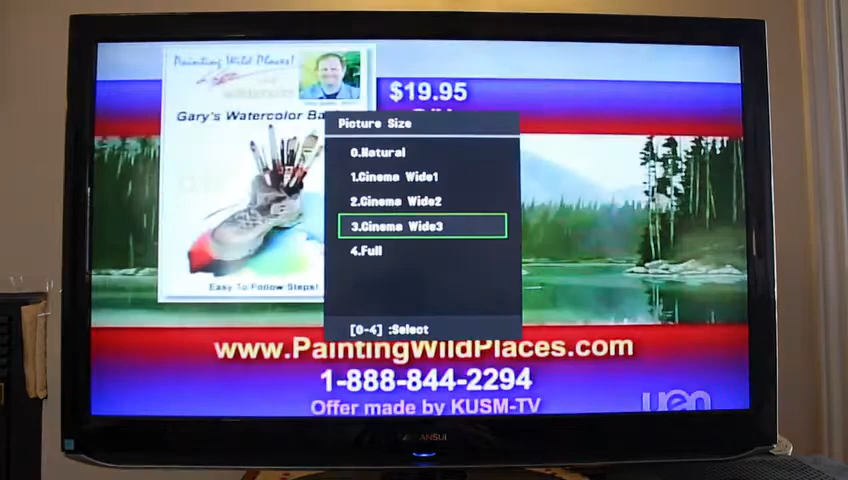 Painting Wild Places!
$19.95
Gary's Watercolor Ba
Picture Size
0.Natural
1.Cinema Wide1
2.Cinema Wide2
3.Cinema Wide3
4.Full
Easy To Follow Steps!
[0-4] :Select
www.PaintingWildPlaces.com
1-888-844-2294
Offer made by KUSM-TV
uen
ANSUI